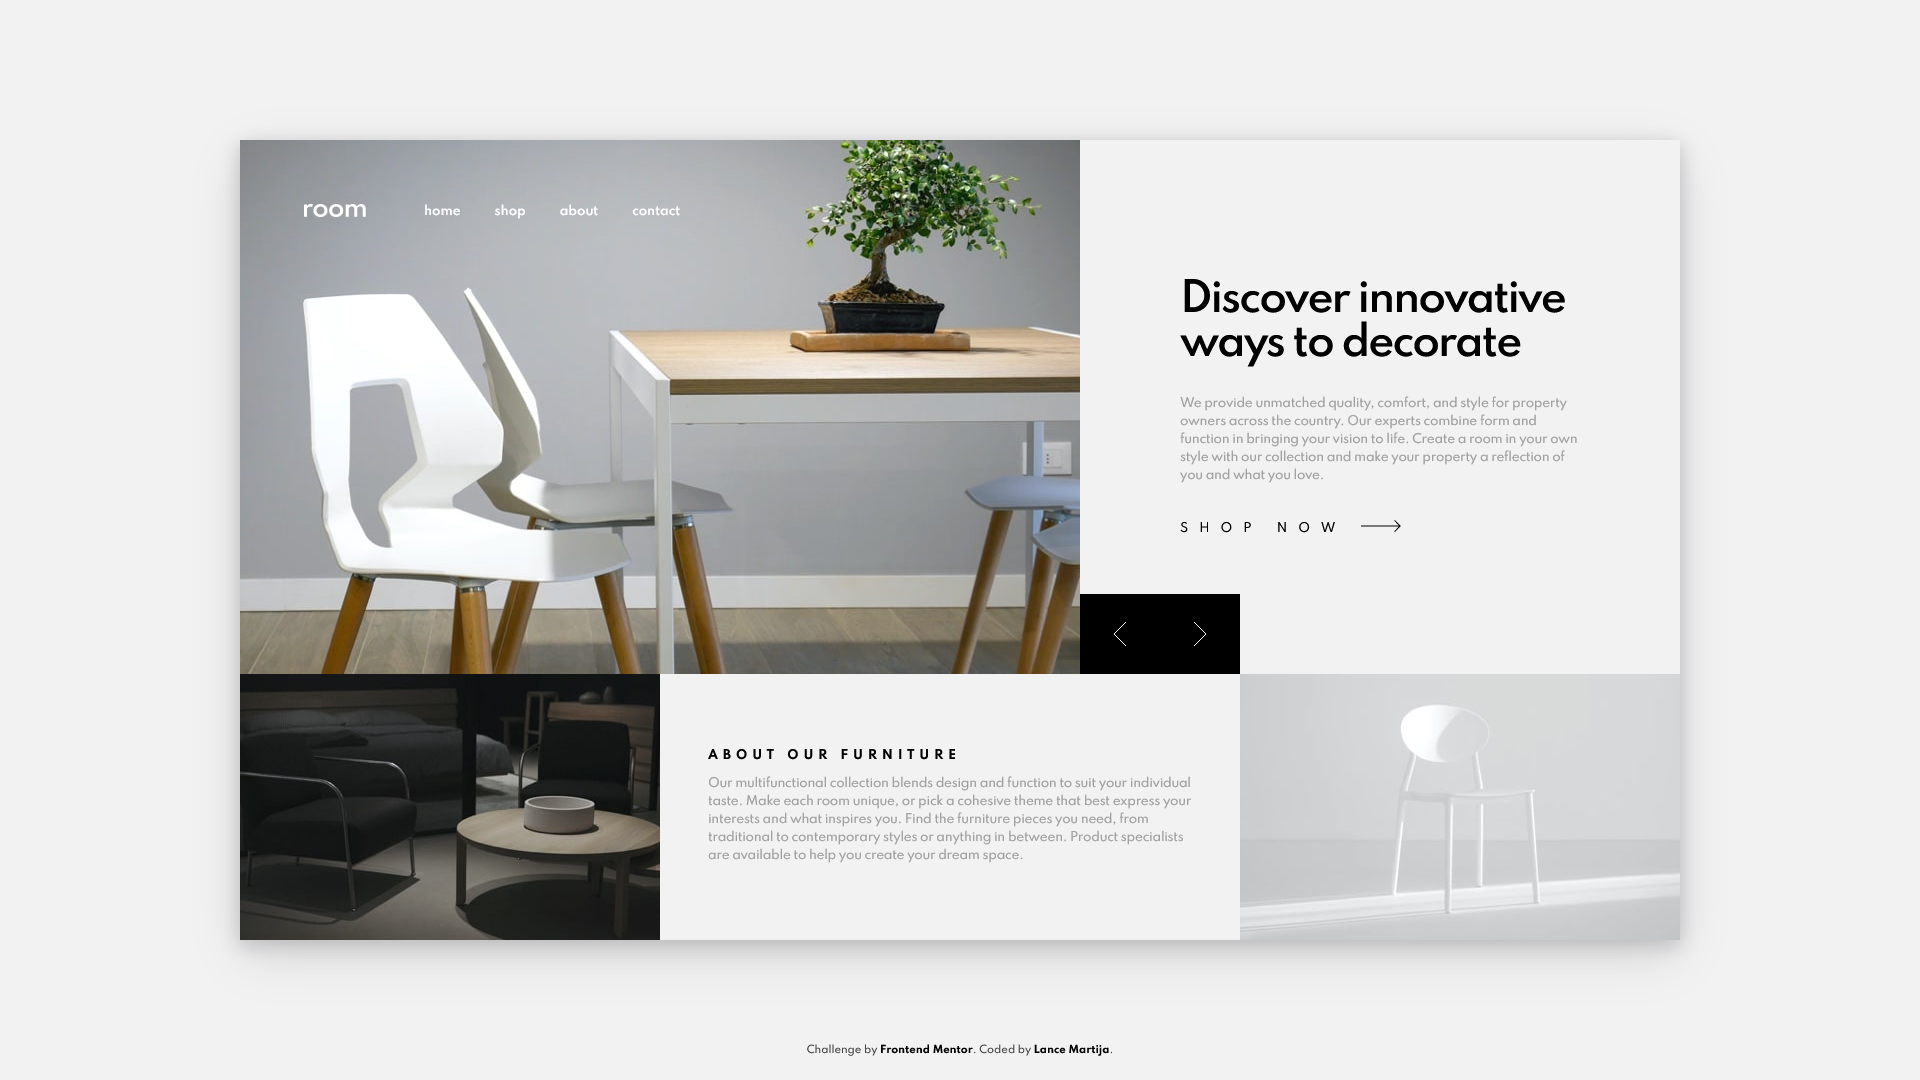 room
home shop about contact
Discover innovative
ways to decorate
We provide unmatched quality, comfort, and style for property
owners across the country. Our experts combine form and
function in bringing your vision to life. Create a room in your own
style with our collection and make your property a reflection of
you and what you love.
SHOP NOW
ABOUT OUR FURNITURE
Our multifunctional collection blends design and function to suit your individual
taste. Make each room unique, or pick a cohesive theme that best express your
interests and what inspires you. Find the furniture pieces you need, from
traditional to contemporary styles or anything in between. Product specialists
are available to help you create your dream space.
Challenge by Frontend Mentor. Coded by Lance Martija.